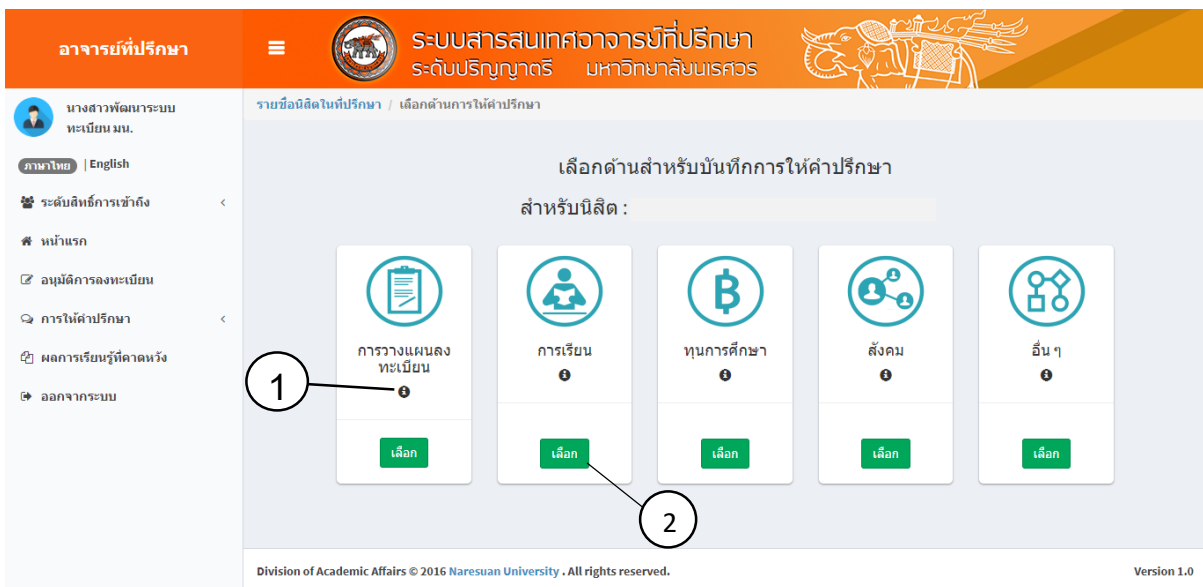 อาจารย์ที่ปรึกษา
ระบบสารสนเทศอาจารย์ที่ปรึกษา
ระดับปริญญาตรี มหาวิทยาลัยนเรศวร
นางสาวพัฒนาระบบ
ทะเบียน มน.
ภาษาไทย | English
ระดับสิทธิ์การเข้าถึง
หน้าแรก
อนุมัติการลงทะเบียน
การให้คำปรึกษา
ผลการเรียนรู้ที่คาดหวัง
ออกจากระบบ
รายชื่อนิสิตในที่ปรึกษา / เลือกด้านการให้คำปรึกษา
เลือกด้านสำหรับบันทึกการให้คำปรึกษา
สำหรับนิสิต :
การวางแผนลง
ทะเบียน
เลือก
การเรียน
เลือก
ทุนการศึกษา
เลือก
สังคม
เลือก
อื่น ๆ
เลือก
1
2
Division of Academic Affairs © 2016 Naresuan University . All rights reserved.
Version 1.0